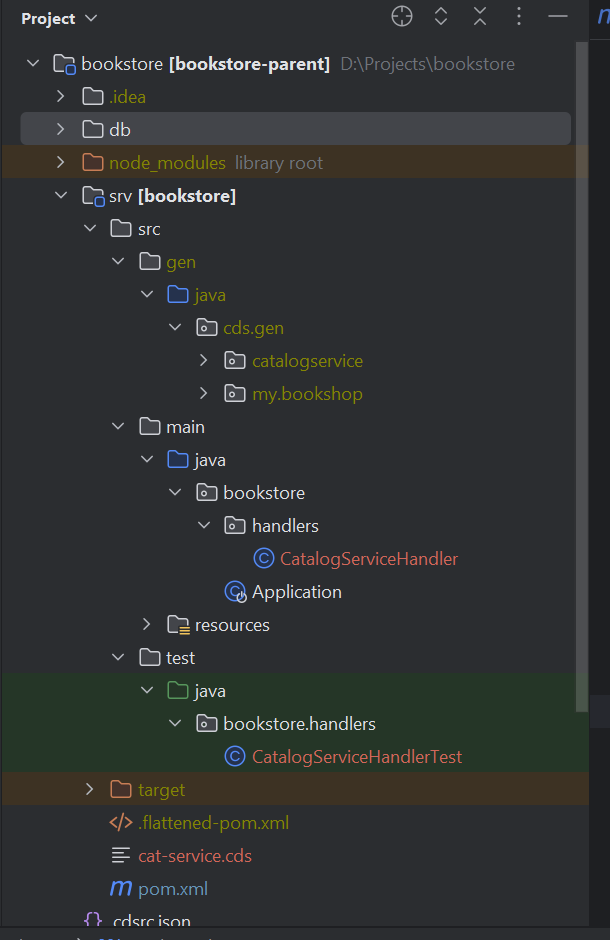 Project
bookstore [bookstore-parent] D:\Projects\bookstore
.idea
db
node_modules library root
srv [bookstore]
src
gen
java
cds.gen
catalogservice
my.bookshop
main
java
bookstore
handlers
CatalogServiceHandler
Application
resources
test
java
bookstore.handlers
CatalogServiceHandlerTest
target
.flattened-pom.xml
cat-service.cds
pom.xml
.cdsrc.json